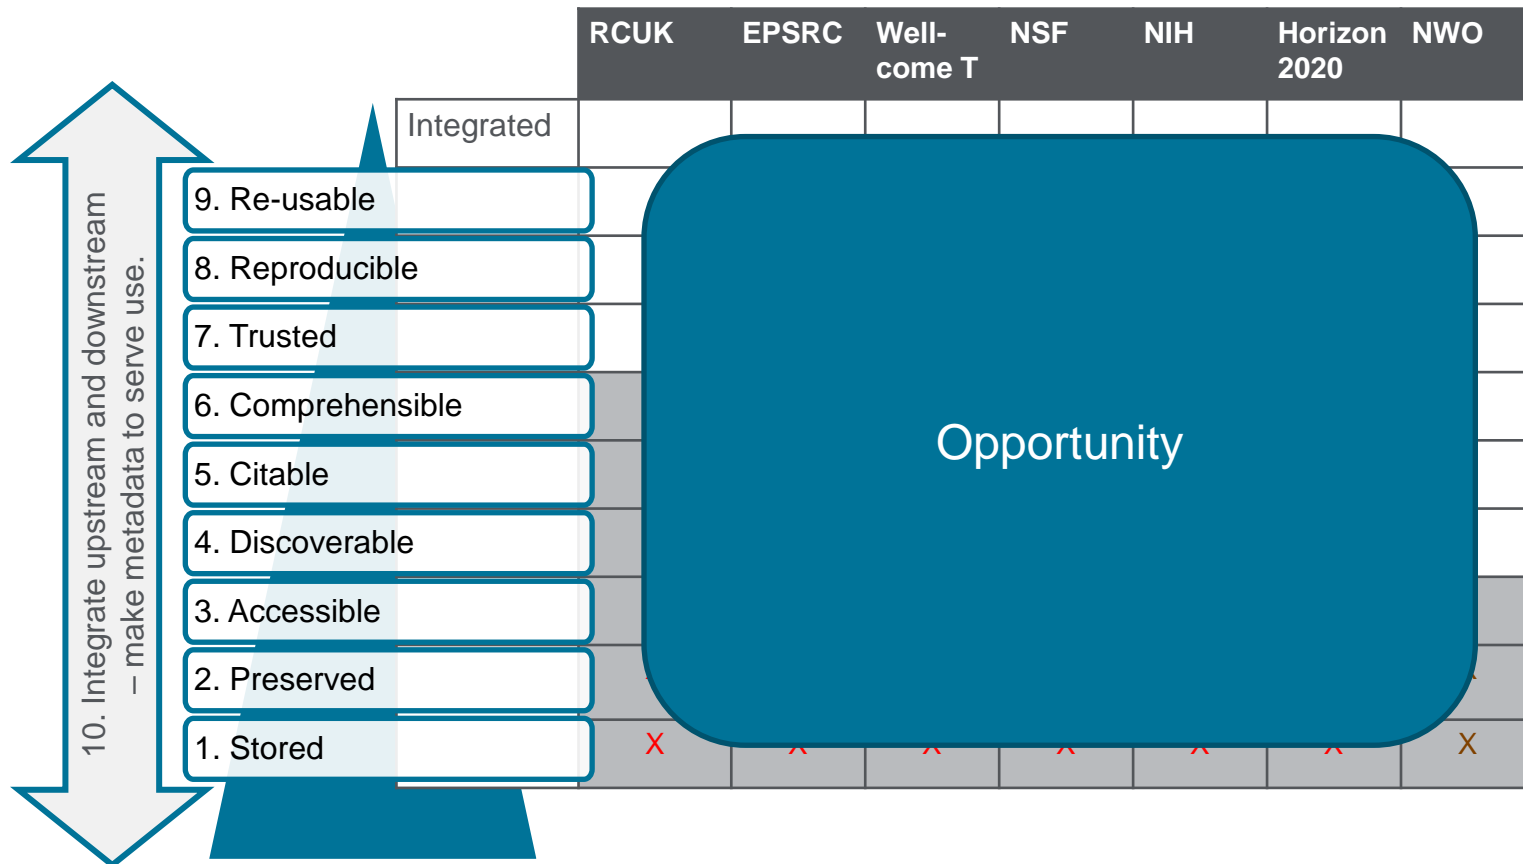 RCUK EPSRC Well- NSF NIH Horizon NWO
come T 2020
Integrated
9. Re-usable
8. Reproducible
7. Trusted
6. Comprehensible
5. Citable
4. Discoverable
3. Accessible
2. Preserved
1. Stored
X X X X X X X
Opportunity
10. Integrate upstream and downstream
– make metadata to serve use.